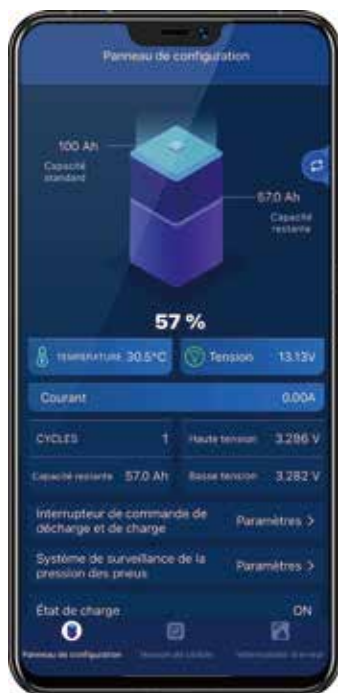 Panneau de configuration
100 Ah
Capacité
standard
57.0 Ah
Capacité
restante
57 %
TEMPERATURE 30.5°C
Tension 13.13V
Courant 0.00A
CYCLES 1
Haute tension 3.286 V
Capacité restante 57.0 Ah
Basse tension 3.282 V
Interrupteur de commande de
décharge et de charge
Paramètres >
Système de surveillance de la
pression des pneus
Paramètres >
État de charge ON
Panneau de configuration